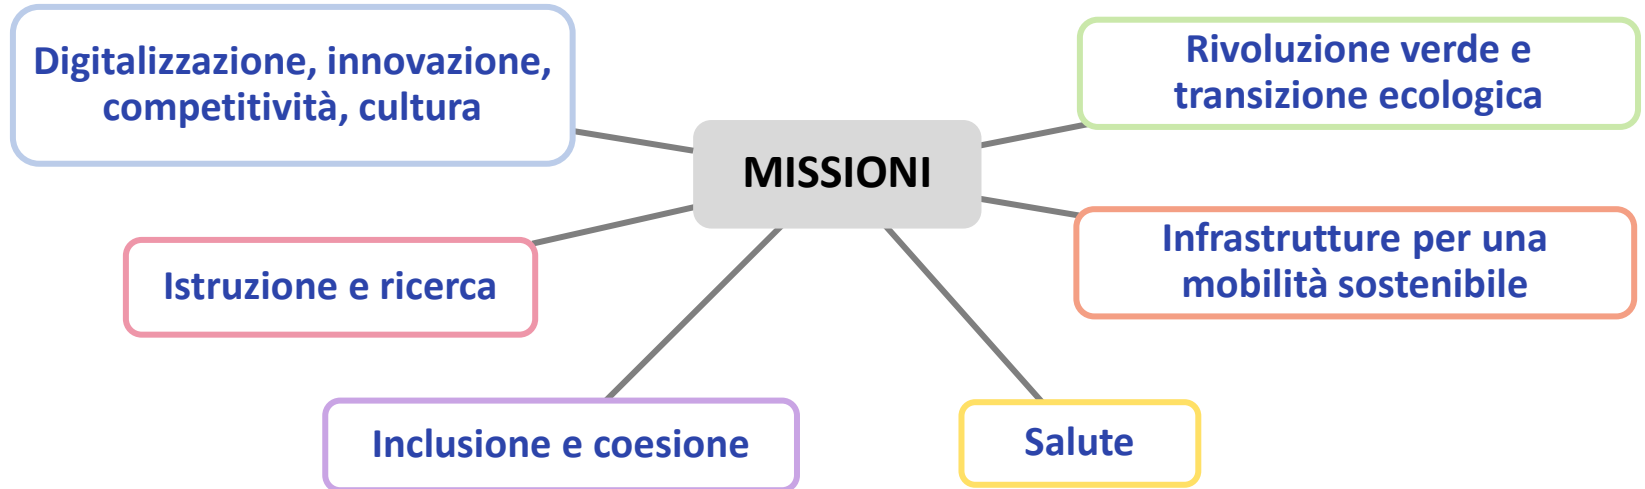 Digitalizzazione, innovazione,
competitività, cultura
Rivoluzione verde e
transizione ecologica
MISSIONI
Istruzione e ricerca
Infrastrutture per una
mobilità sostenibile
Inclusione e coesione
Salute